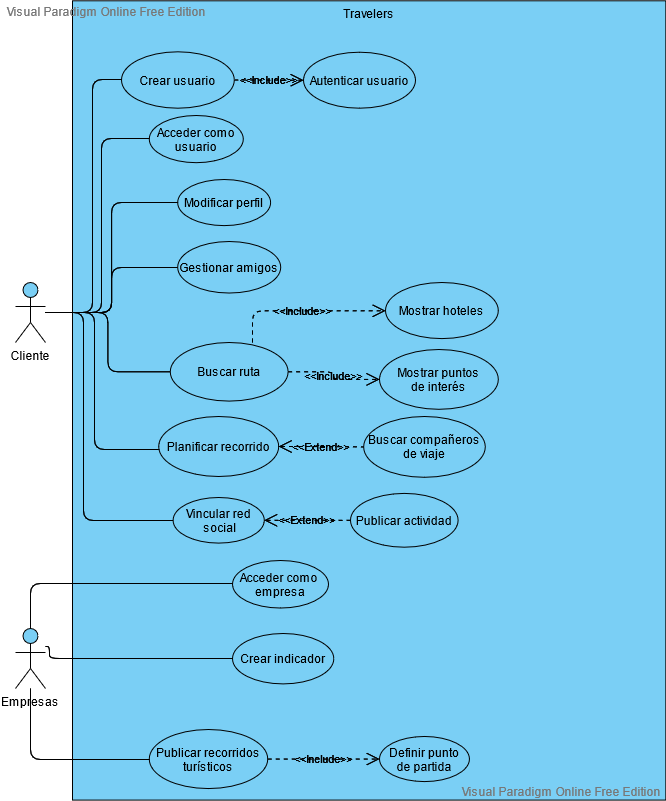 Visual Paradigm Online Free Edition
Travelers
Crear usuario
<<Include>>
Autenticar usuario
Acceder como
usuario
Modificar perfil
Gestionar amigos
Cliente
<<Include>>
Mostrar hoteles
Buscar ruta
<<Include>>
Mostrar puntos
de interés
Planificar recorrido
<<Extend>>
Buscar compañeros
de viaje
Vincular red
social
<<Extend>>
Publicar actividad
Acceder como
empresa
Crear indicador
Empresas
Publicar recorridos
turísticos
<<Include>>
Definir punto
de partida
Visual Paradigm Online Free Edition